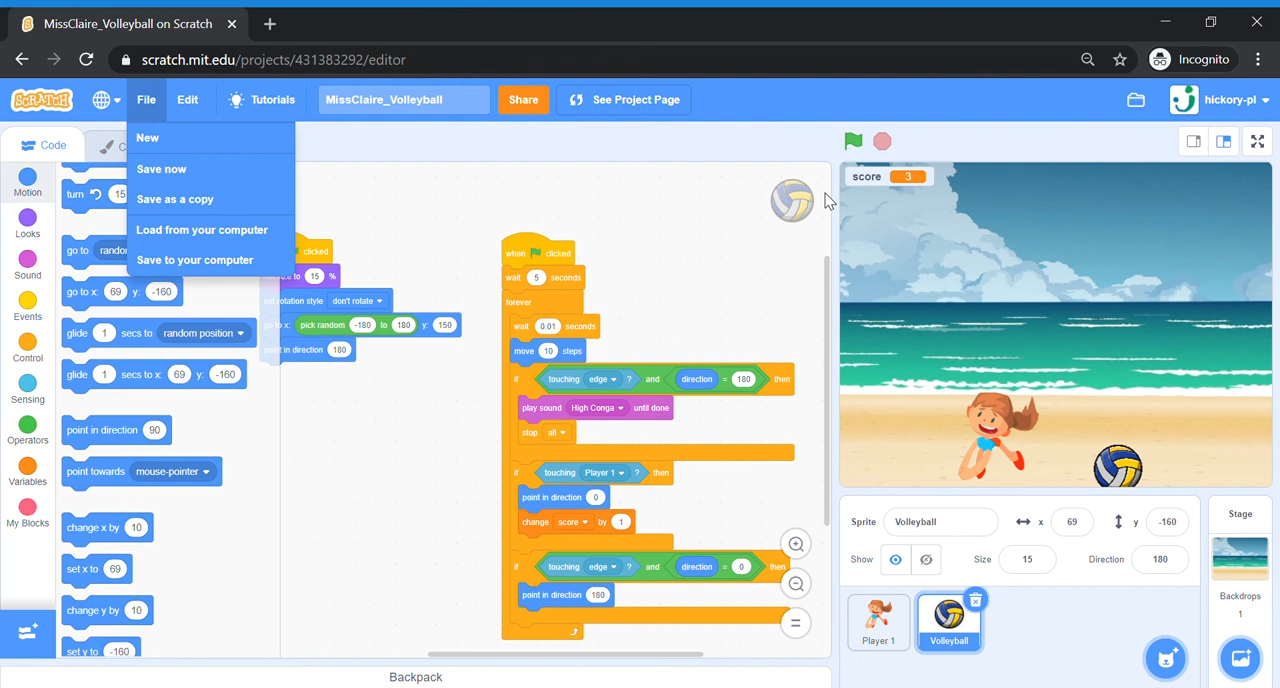 MissClaire_Volleyball on Scratch
scratch.mit.edu/projects/431383292/editor
Incognito
SCRATCH
File
Edit
Tutorials
MissClaire_Volleyball
Share
See Project Page
hickory-pl
New
Save now
Save as a copy
Load from your computer
Save to your computer
Code
C
Motion
Looks
Sound
Events
Control
Sensing
Operators
Variables
My Blocks
turn 15
go to
go to x: 69 y: -160
glide 1 secs to random position
glide 1 secs to x: 69 y: -160
point in direction 90
point towards mouse-pointer
change x by 10
set x to 69
change y by 10
set y to -160
clicked
to 15 %
set rotation style don't rotate
go to x: pick random -180 to 180 y: 150
point in direction 180
when clicked
wait 5 seconds
forever
wait 0.01 seconds
move 10 steps
if touching edge ? and direction = 180 then
play sound High Conga until done
stop all
if touching Player 1 ? then
point in direction 0
change score by 1
if touching edge ? and direction = 0 then
point in direction 180
Backpack
score 3
Sprite Volleyball x 69 y -160
Show Size 15 Direction 180
Player 1
Volleyball
Stage
Backdrops
1